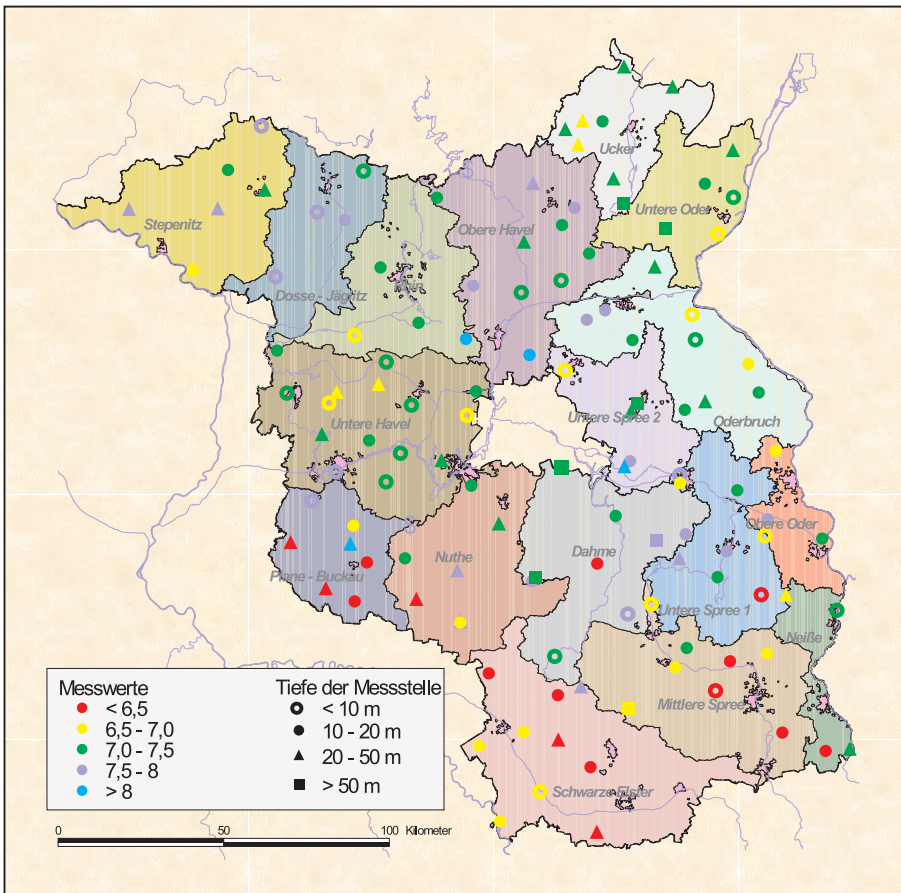 Ucker
Untere Oder
Stepenitz
Obere Havel
Dosse - Jäglitz
Rhin
Untere Havel
Untere Spree 2
Oderbruch
Obere Oder
Plane - Buckau
Nuthe
Dahme
Untere Spree 1
Neiße
Mittlere Spree
Schwarze Elster
Messwerte
< 6,5
6,5 - 7,0
7,0 - 7,5
7,5 - 8
> 8
Tiefe der Messstelle
< 10 m
10 - 20 m
20 - 50 m
> 50 m
0 50 100 Kilometer